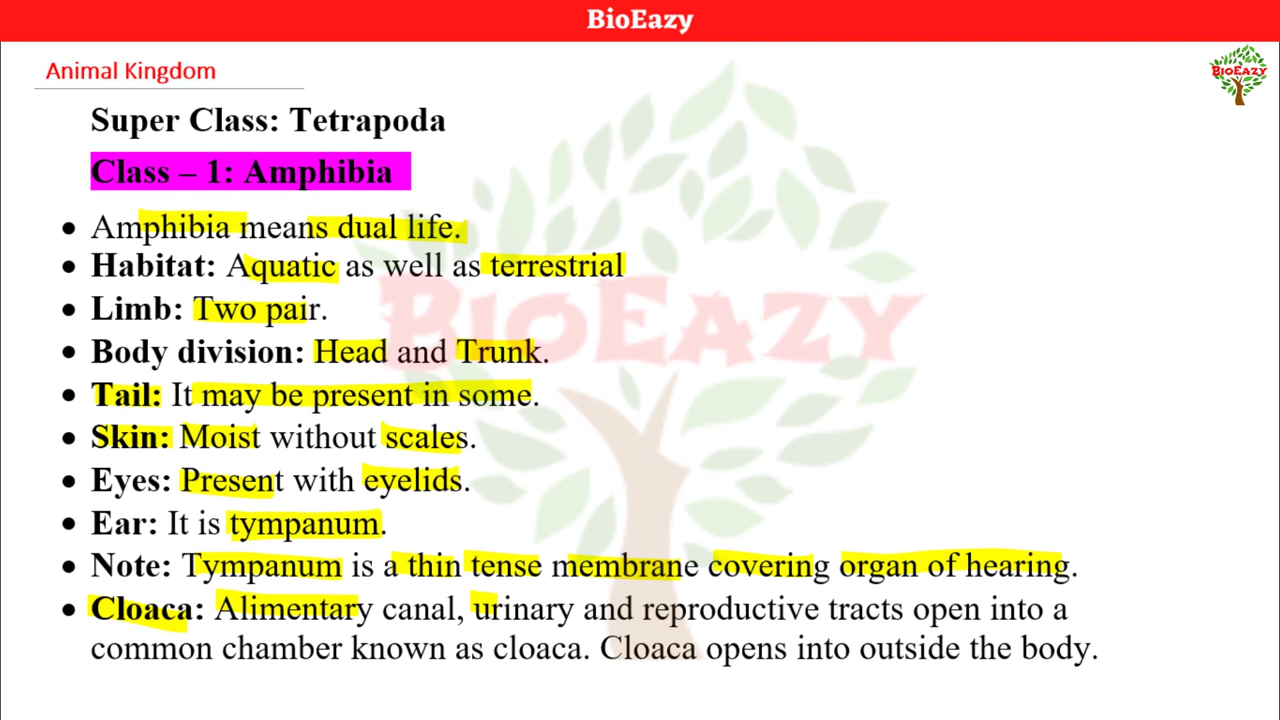 BioEazy
Animal Kingdom
BIOEAZY
Super Class: Tetrapoda
Class – 1: Amphibia
• Amphibia means dual life.
• Habitat: Aquatic as well as terrestrial
• Limb: Two pair.
• Body division: Head and Trunk.
• Tail: It may be present in some.
• Skin: Moist without scales.
• Eyes: Present with eyelids.
• Ear: It is tympanum.
• Note: Tympanum is a thin tense membrane covering organ of hearing.
• Cloaca: Alimentary canal, urinary and reproductive tracts open into a
common chamber known as cloaca. Cloaca opens into outside the body.
BIOEAZY